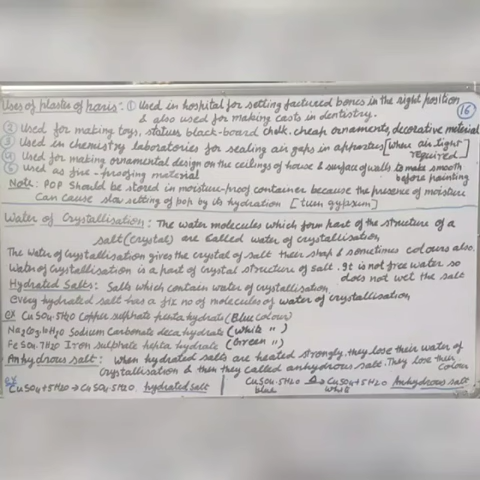 Uses of plaster of paris: ① Used in hospital for setting factured bones in the right position
& also used for making casts in dentistry. 16
② Used for making toys, statues black-board chalk, cheap ornaments, decorative material
③ Used in chemistry laboratories for sealing air gaps in apparatus [where air tight required]
④ Used for making ornamental design on the ceilings of house & surface of walls to make smooth before painting
⑤ Used as fire-proofing material
Note: POP should be stored in moisture-proof container because the presence of moisture
can cause slow setting of pop by its hydration [turn gypsum]
Water of Crystallisation: The water molecules which form part of the structure of a
salt (crystal) are called water of crystallisation
The water of crystallisation gives the crystal of salt their shap & sometimes colours also.
Water of crystallisation is a part of crystal structure of salt. It is not free water so
does not wet the salt
Hydrated Salts: Salts which contain water of crystallisation
every hydrated salt has a fix no of molecules of water of crystallisation
ex CuSO4.5H2O Copper sulphate penta hydrate (Blue colour)
Na2CO3.10H2O Sodium Carbonate deca hydrate (White ")
FeSO4.7H2O Iron sulphate hepta hydrate (Green ")
Anhydrous salt: When hydrated salts are heated strongly, they lose their water of
crystallisation & then they called anhydrous salt. They lose their colour
ex CuSO4+5H2O → CuSO4.5H2O hydrated salt
CuSO4.5H2O Δ→ CuSO4+5H2O Anhydrous salt
blue white